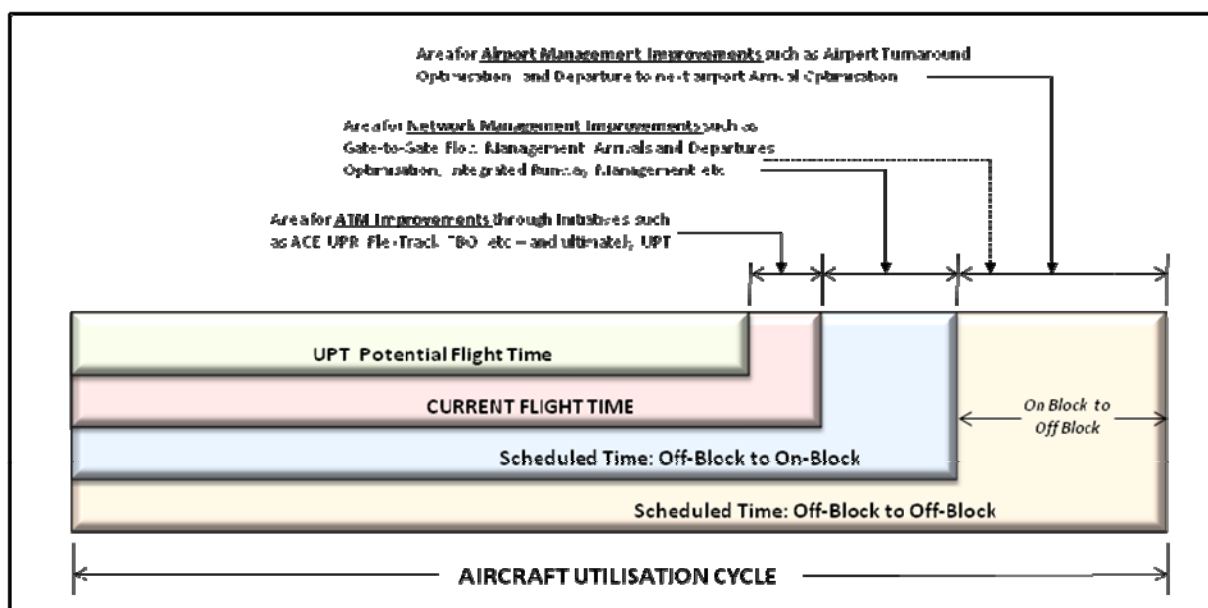 Area for Airport Management Improvements such as Airport Turnaround
Optimisation and Departure to next airport Arrival Optimisation
Area for Network Management Improvements such as
Gate-to-Gate Flow Management Arrivals and Departures
Optimisation, Integrated Runway Management etc
Area for ATM Improvements through Initiatives such
as ACE UPR Flex-Track TBO etc – and ultimately UPT
UPT Potential Flight Time
CURRENT FLIGHT TIME
On Block to
Off Block
Scheduled Time: Off-Block to On-Block
Scheduled Time: Off-Block to Off-Block
AIRCRAFT UTILISATION CYCLE